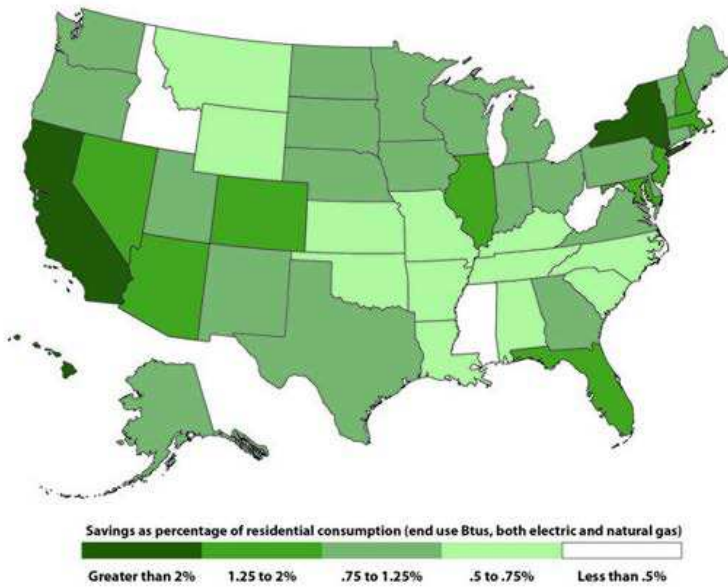 Savings as percentage of residential consumption (end use Btus, both electric and natural gas)
Greater than 2% 1.25 to 2% .75 to 1.25% .5 to .75% Less than .5%